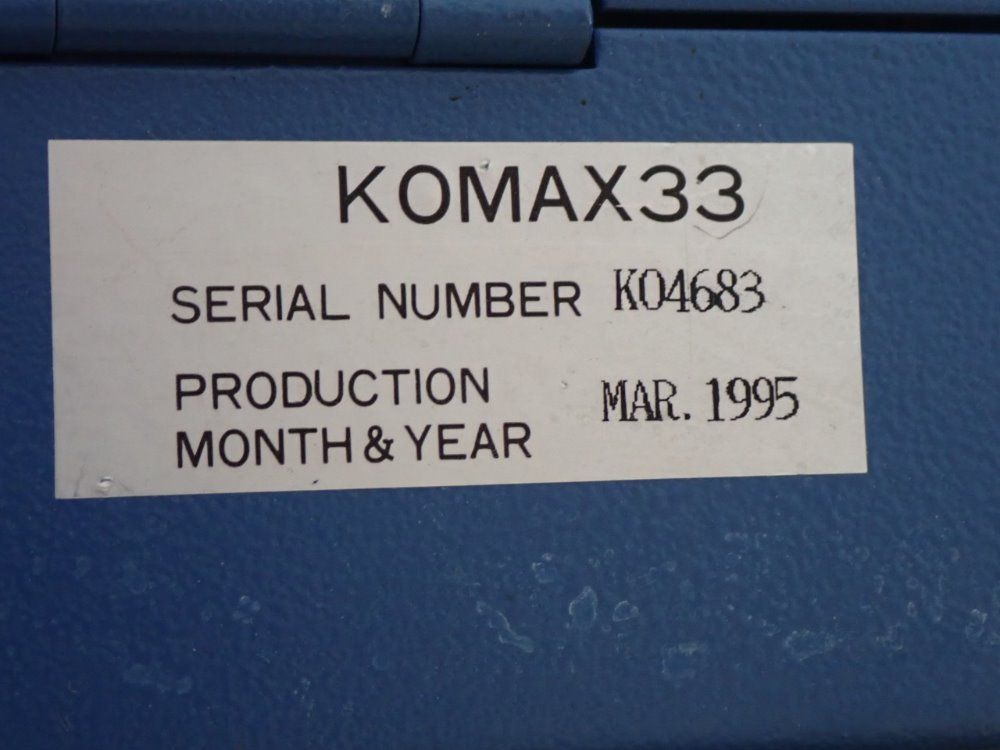 KOMAX33
SERIAL NUMBER K04683
PRODUCTION MAR. 1995
MONTH & YEAR